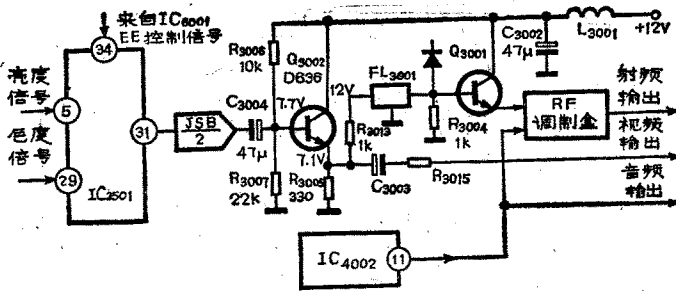 来自IC6001
EE控制信号
34
亮度
信号
5
色度
信号
29
IC2501
31
JSB
2
C3004
47μ
R3006
10k
R3007
22k
7.7V
Q3002
D636
12V
7.1V
R3005
330
R3013
1k
FL3001
C3003
R3015
Q3001
R3004
1k
C3002
47μ
L3001
+12V
RF
调制盒
射频
输出
视频
输出
音频
输出
IC4002
11